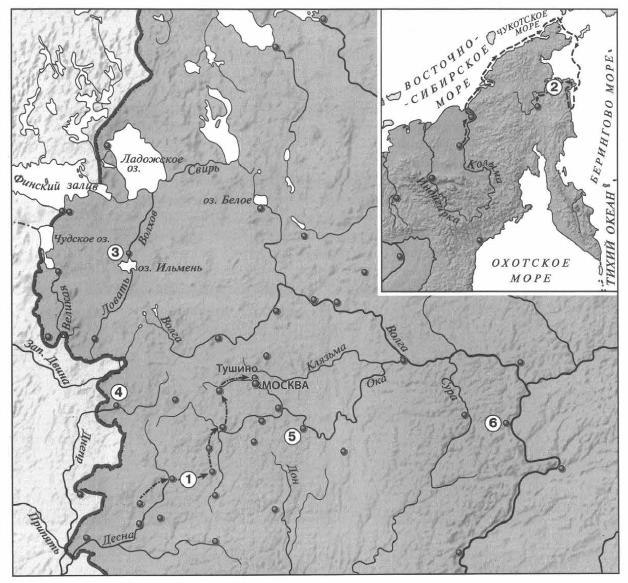 ЧУКОТСКОЕ
МОРЕ
ВОСТОЧНО-
-СИБИРСКОЕ
МОРЕ
2
БЕРИНГОВО МОРЕ
Колыма
Индигирка
ТИХИЙ ОКЕАН
ОХОТСКОЕ
МОРЕ
Ладожское
оз.
Свирь
Финский залив
оз. Белое
Чудское оз.
3
Волхов
оз. Ильмень
Великая
Ловать
Волга
Волга
Зап. Двина
Клязьма
Тушино
МОСКВА
Ока
4
Сура
Днепр
5
6
1
Дон
Десна
Припять